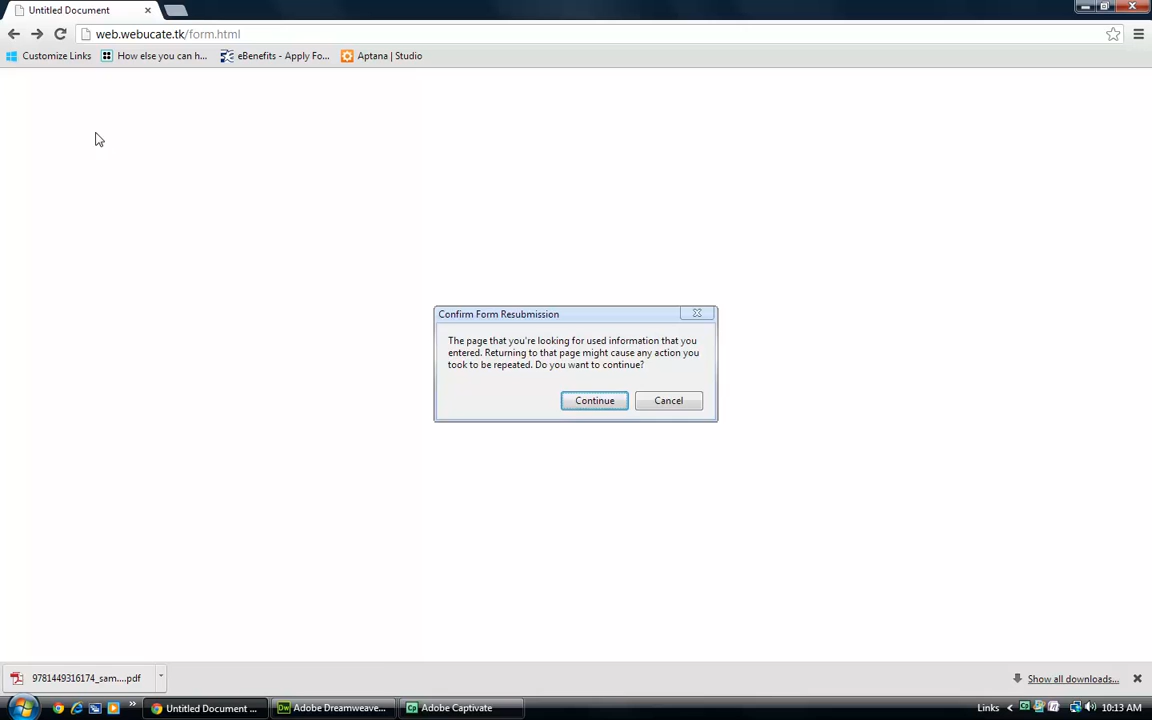 Untitled Document
web.webucate.tk/form.html
Customize Links How else you can h... eBenefits - Apply Fo... Aptana | Studio
Confirm Form Resubmission
The page that you're looking for used information that you
entered. Returning to that page might cause any action you
took to be repeated. Do you want to continue?
Continue Cancel
9781449316174_sam....pdf Show all downloads...
Untitled Document ... Dw Adobe Dreamweave... Cp Adobe Captivate Links 10:13 AM